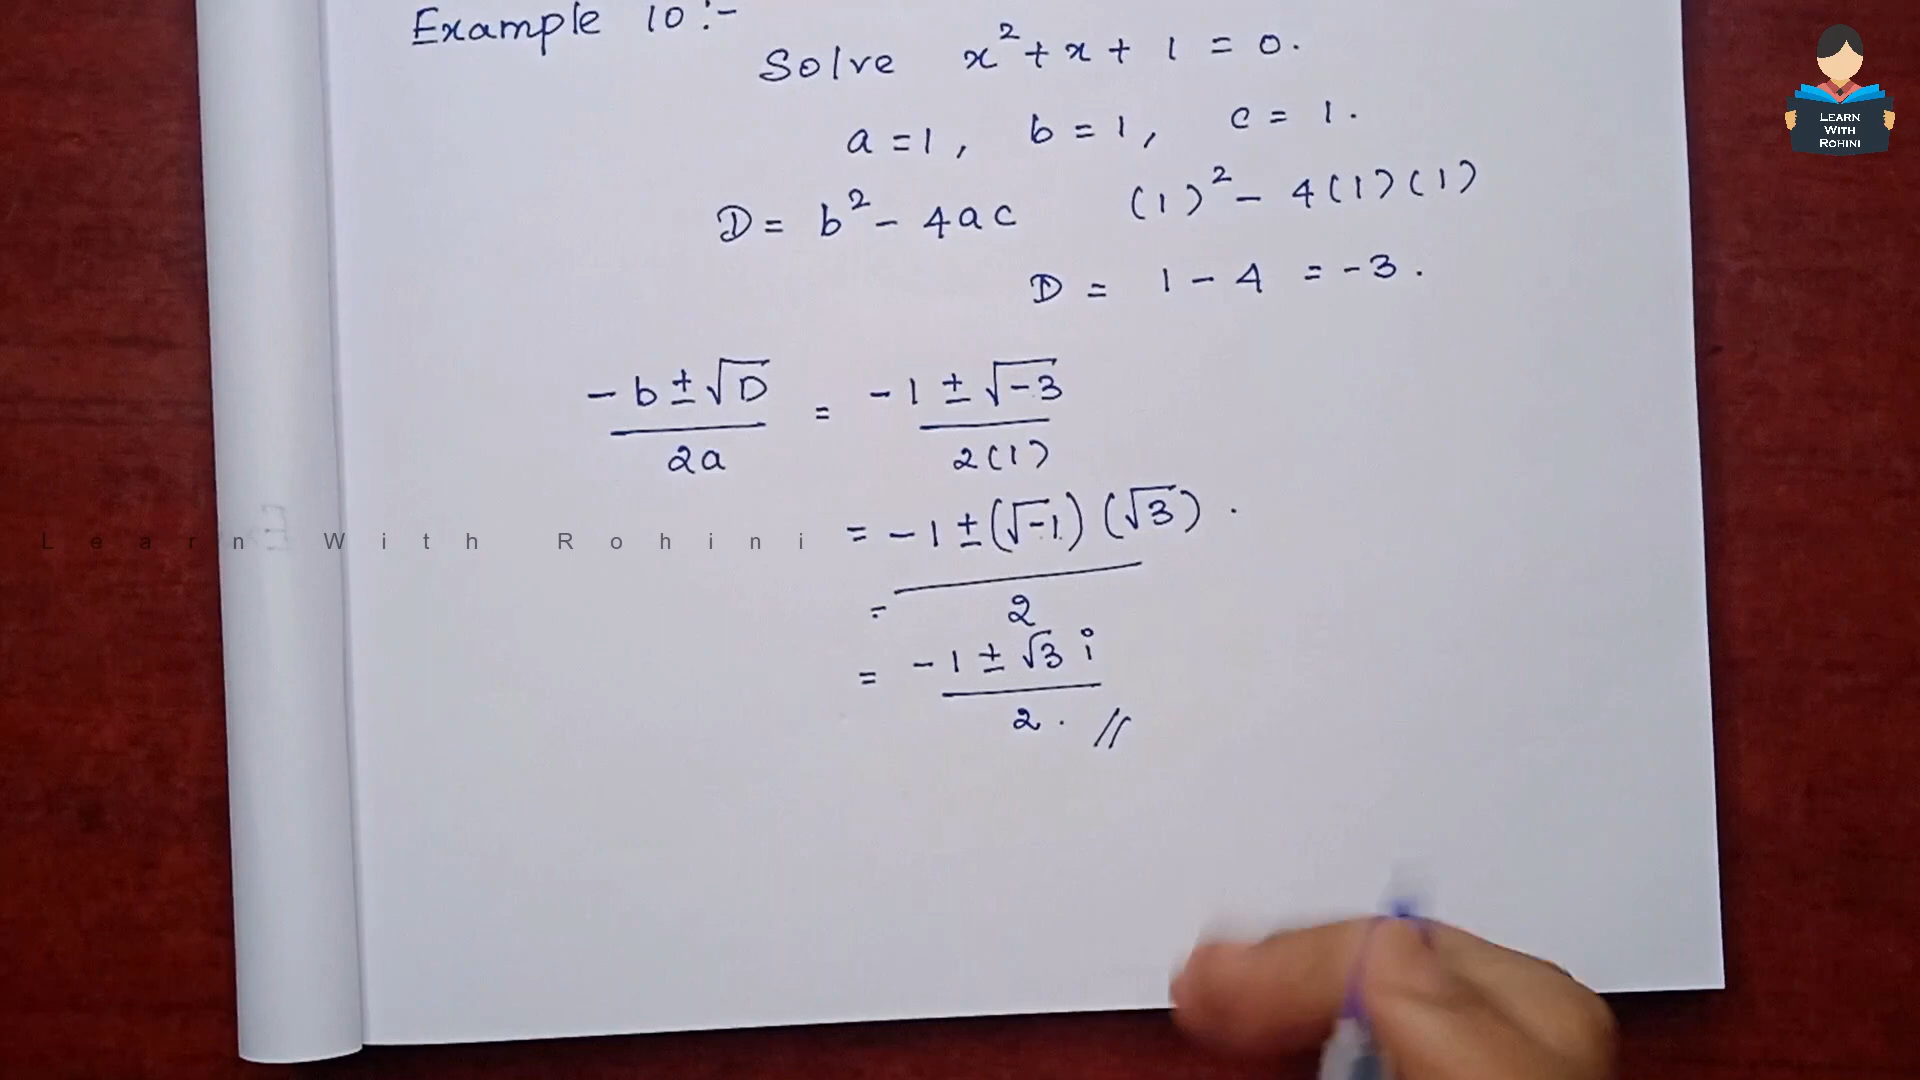 Example 10 :-
Solve x² + x + 1 = 0.
a = 1, b = 1, c = 1.
D = b² - 4ac (1)² - 4(1)(1)
D = 1 - 4 = -3.
-b ± √D / 2a = -1 ± √-3 / 2(1)
= -1 ± (√-1) (√3) . / 2
=
= -1 ± √3 i / 2 . //
Learn With Rohini
LEARN
WITH
ROHINI